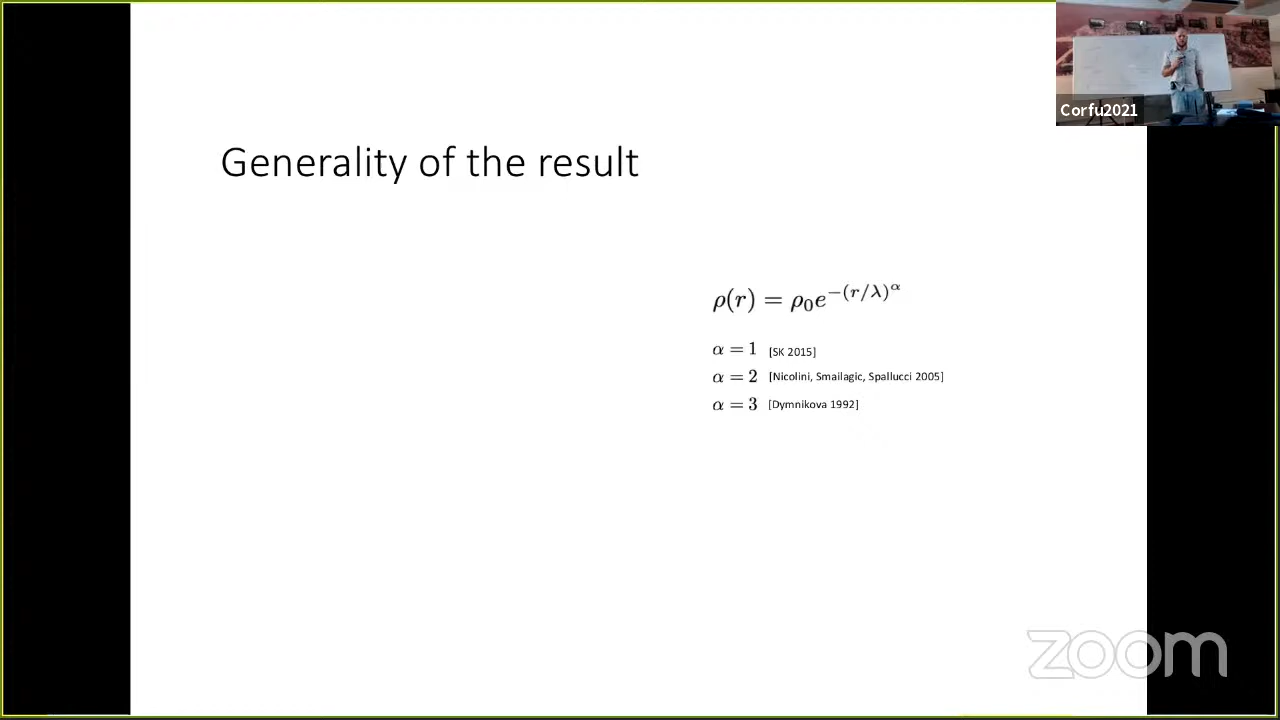 Corfu2021
Generality of the result
ρ(r) = ρ₀e^{−(r/λ)^α}
α = 1 [SK 2015]
α = 2 [Nicolini, Smailagic, Spallucci 2005]
α = 3 [Dymnikova 1992]
zoom